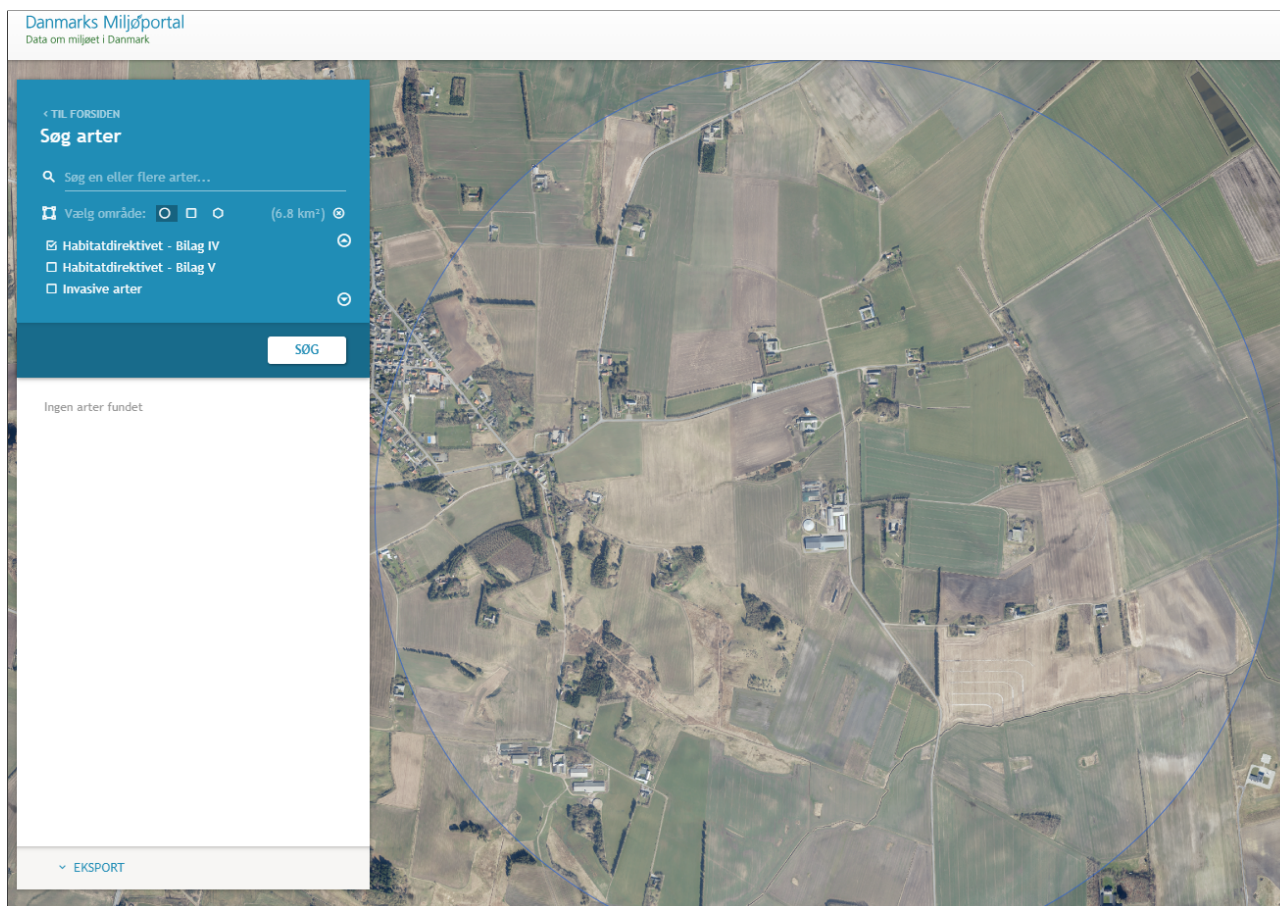 Danmarks Miljøportal
Data om miljøet i Danmark
‹ TIL FORSIDEN
Søg arter
Søg en eller flere arter...
Vælg område: (6.8 km²)
Habitatdirektivet - Bilag IV
Habitatdirektivet - Bilag V
Invasive arter
SØG
Ingen arter fundet
EKSPORT